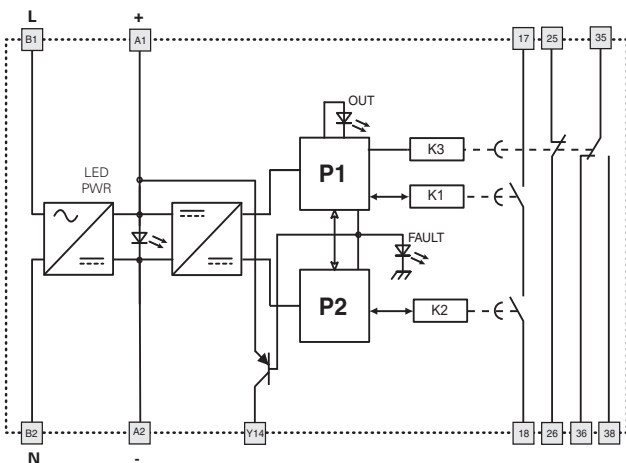 L +
B1 A1 17 25 35
OUT
P1 K3
LED
PWR
K1
FAULT
P2 K2
B2 A2 Y14 18 26 36 38
N -